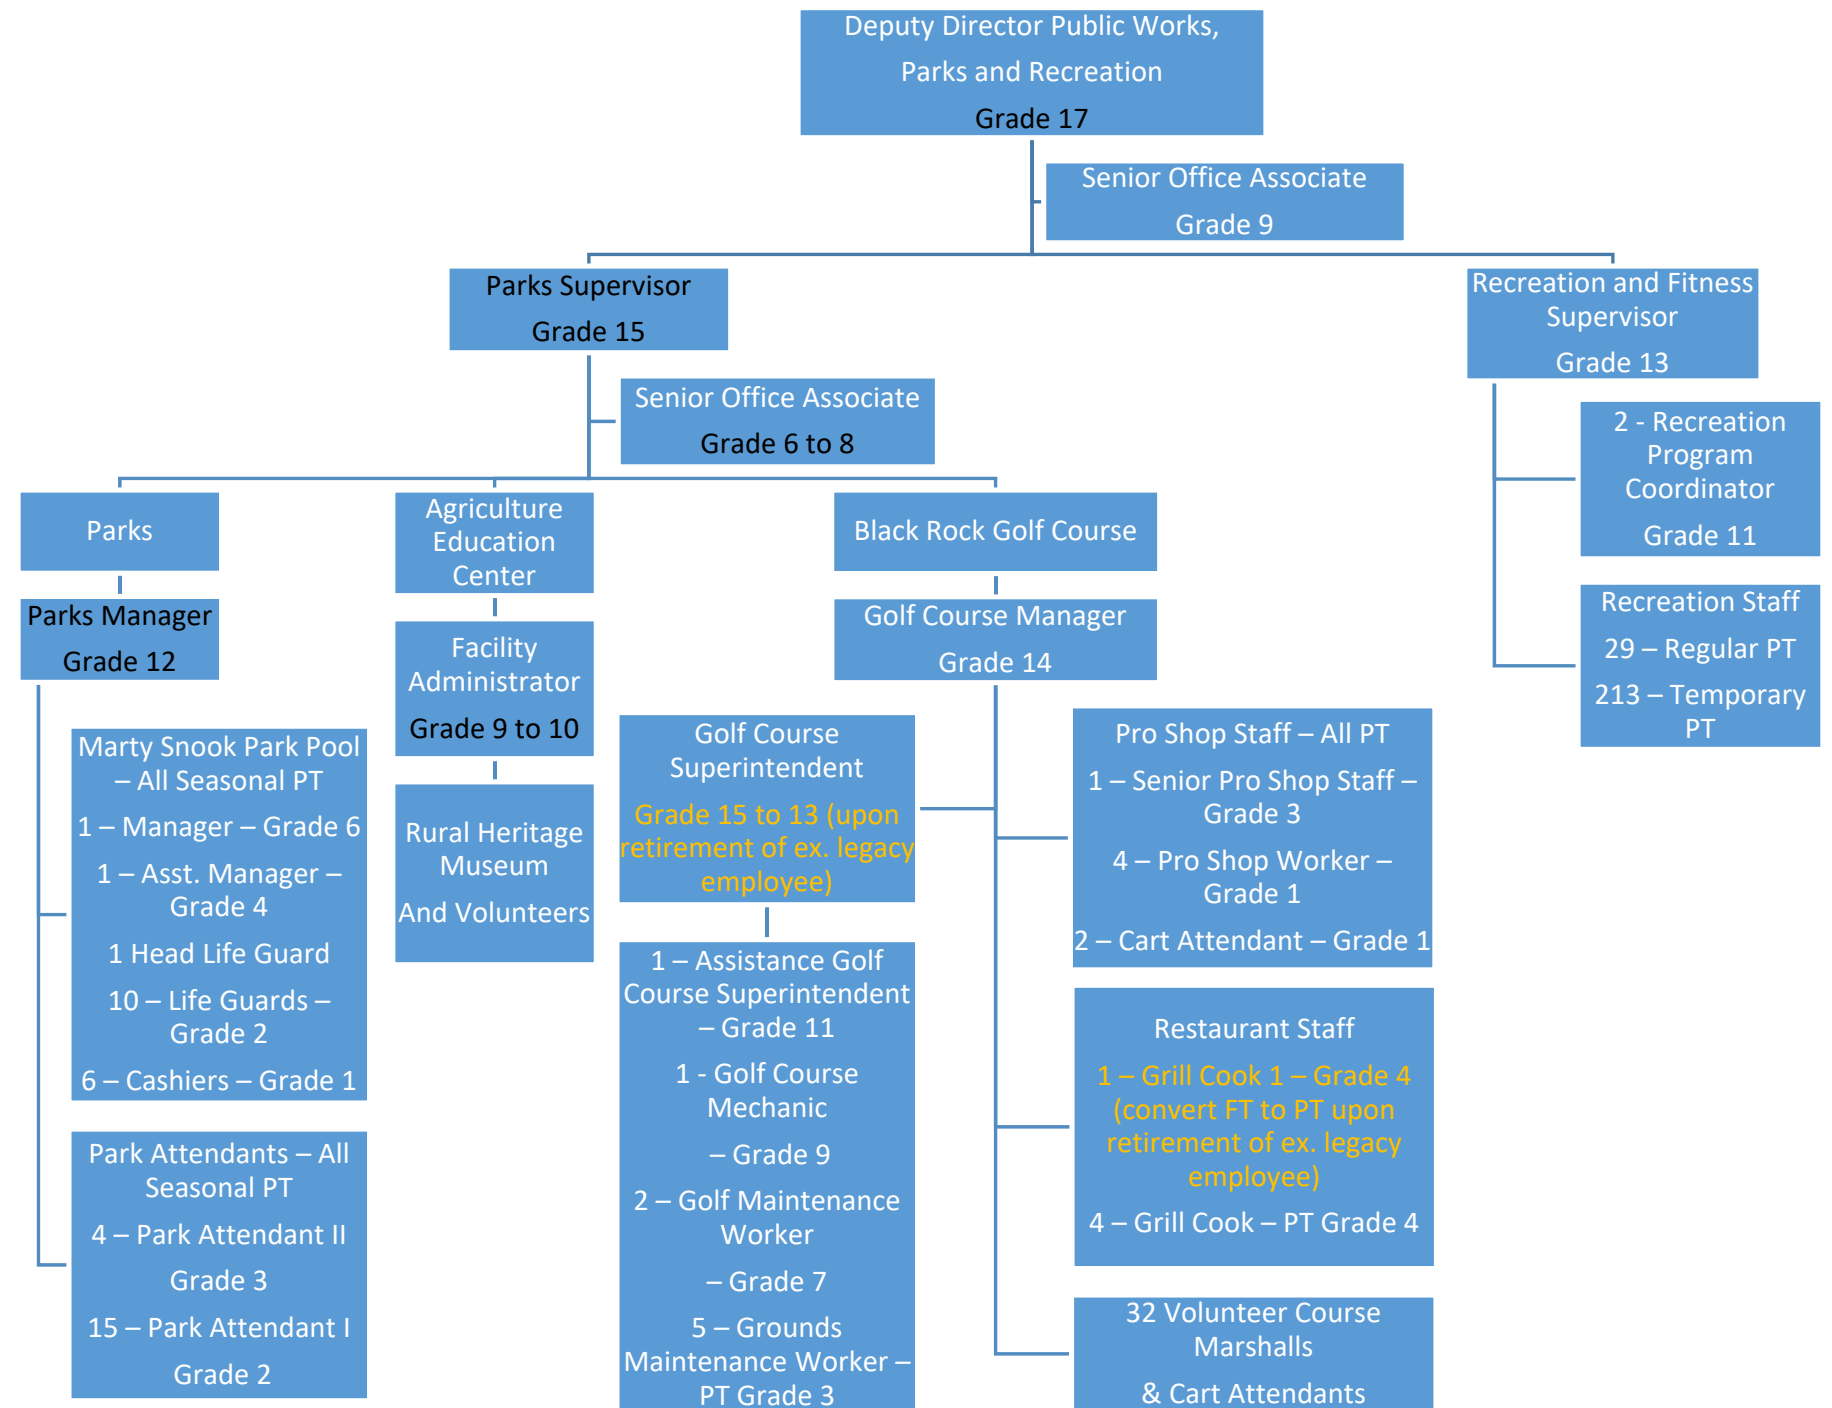 Deputy Director Public Works,
Parks and Recreation
Grade 17
Senior Office Associate
Grade 9
Parks Supervisor
Grade 15
Recreation and Fitness
Supervisor
Grade 13
Senior Office Associate
Grade 6 to 8
2 - Recreation
Program
Coordinator
Grade 11
Recreation Staff
29 – Regular PT
213 – Temporary
PT
Parks
Parks Manager
Grade 12
Marty Snook Park Pool
– All Seasonal PT
1 – Manager – Grade 6
1 – Asst. Manager –
Grade 4
1 Head Life Guard
10 – Life Guards –
Grade 2
6 – Cashiers – Grade 1
Park Attendants – All
Seasonal PT
4 – Park Attendant II
Grade 3
15 – Park Attendant I
Grade 2
Agriculture
Education
Center
Facility
Administrator
Grade 9 to 10
Rural Heritage
Museum
And Volunteers
Black Rock Golf Course
Golf Course Manager
Grade 14
Golf Course
Superintendent
Grade 15 to 13 (upon
retirement of ex. legacy
employee)
1 – Assistance Golf
Course Superintendent
– Grade 11
1 - Golf Course
Mechanic
– Grade 9
2 – Golf Maintenance
Worker
– Grade 7
5 – Grounds
Maintenance Worker –
PT Grade 3
Pro Shop Staff – All PT
1 – Senior Pro Shop Staff –
Grade 3
4 – Pro Shop Worker –
Grade 1
2 – Cart Attendant – Grade 1
Restaurant Staff
1 – Grill Cook 1 – Grade 4
(convert FT to PT upon
retirement of ex. legacy
employee)
4 – Grill Cook – PT Grade 4
32 Volunteer Course
Marshalls
& Cart Attendants